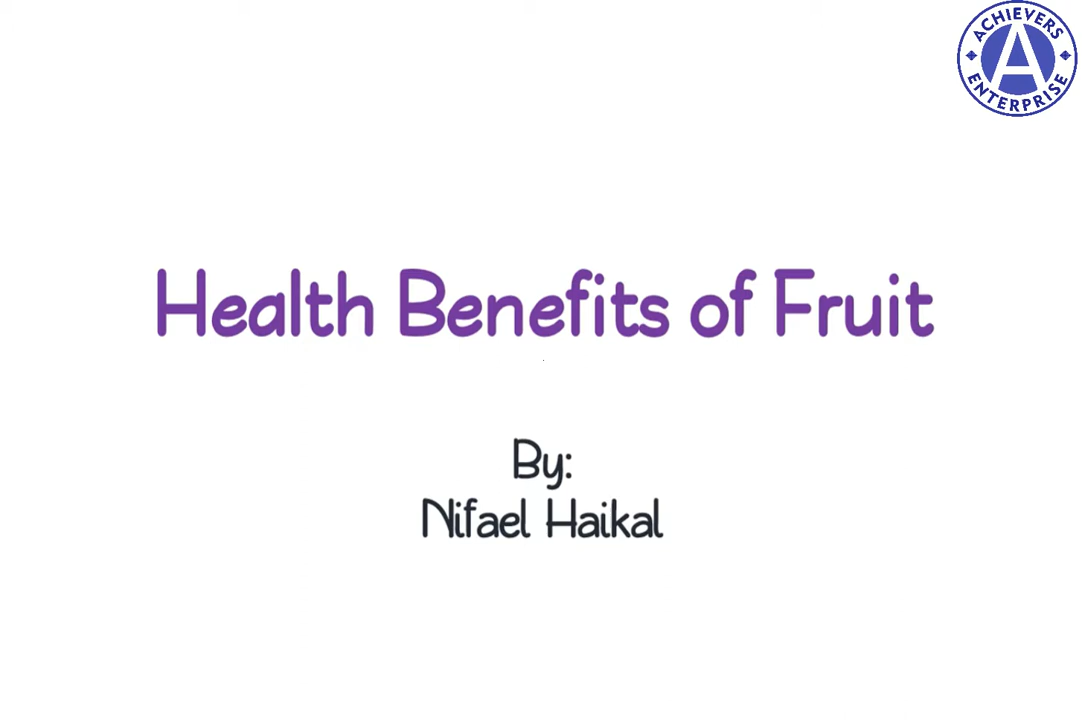 ACHIEVERS
A
ENTERPRISE
Health Benefits of Fruit
By:
Nifael Haikal